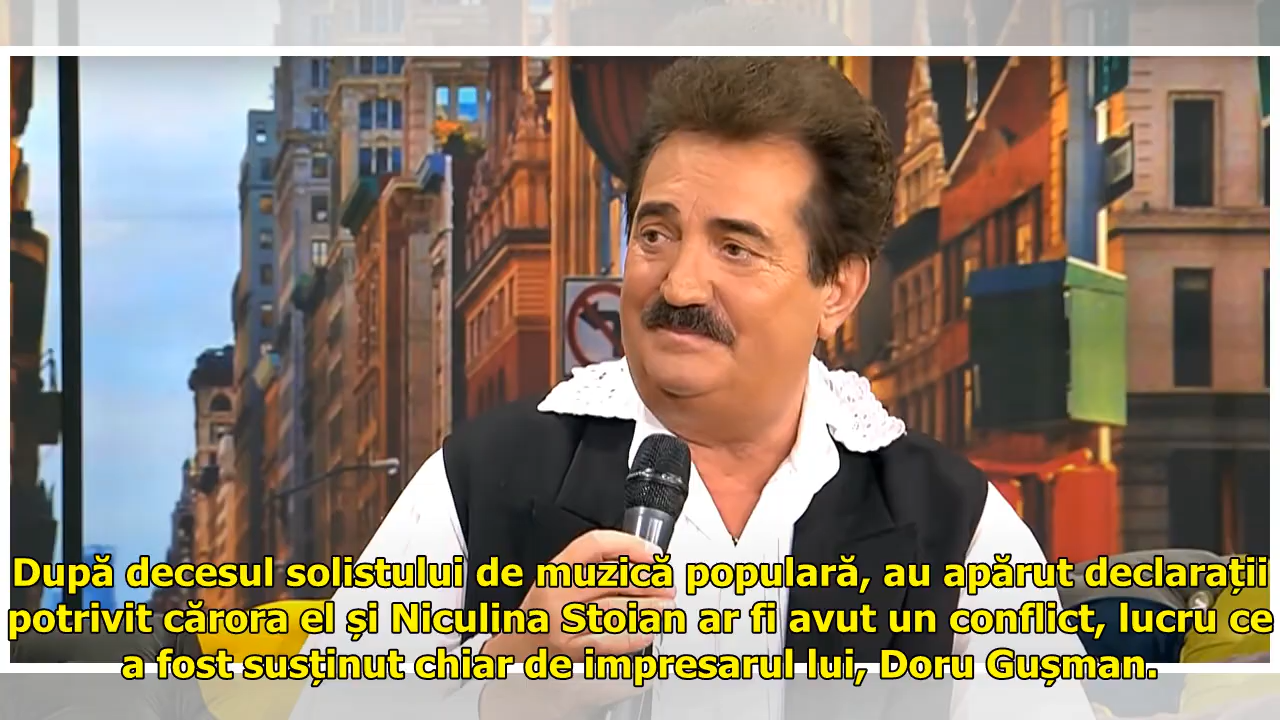 După decesul solistului de muzică populară, au apărut declarații
potrivit cărora el și Niculina Stoian ar fi avut un conflict, lucru ce
a fost susținut chiar de impresarul lui, Doru Gușman.